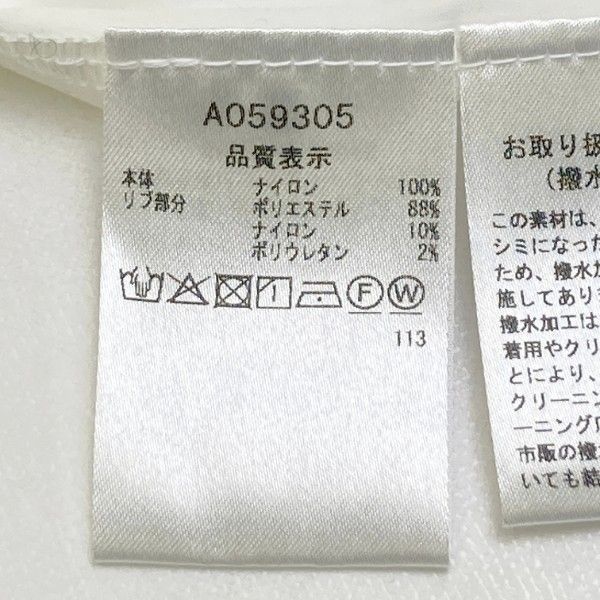 A059305
品質表示
本体 ナイロン 100%
リブ部分 ポリエステル 88%
ナイロン 10%
ポリウレタン 2%
F W
113
お取り扱
(撥水
この素材は、
シミになった
ため、撥水加
施してあり
撥水加工は
着用やクリ
とにより、
クリーニン
ーニング
市販の撥
いても結